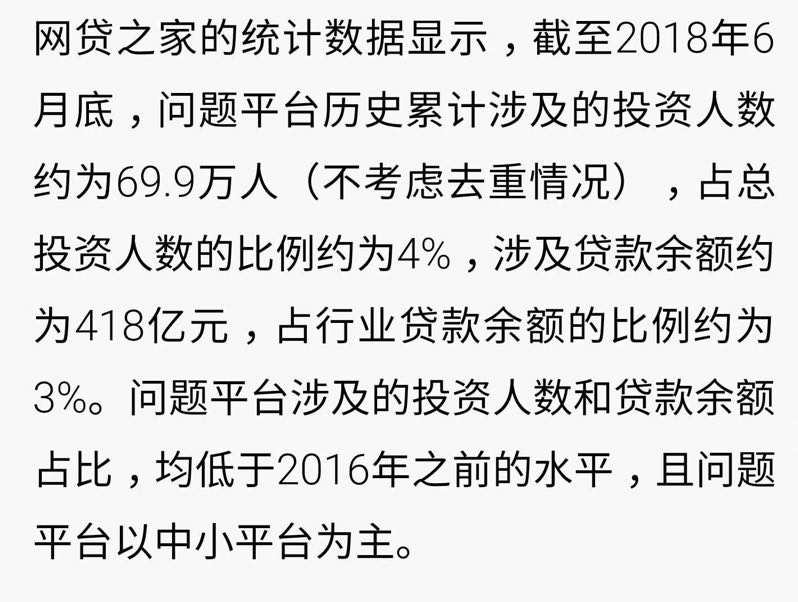 网贷之家的统计数据显示，截至2018年6
月底，问题平台历史累计涉及的投资人数
约为69.9万人（不考虑去重情况），占总
投资人数的比例约为4%，涉及贷款余额约
为418亿元，占行业贷款余额的比例约为
3%。问题平台涉及的投资人数和贷款余额
占比，均低于2016年之前的水平，且问题
平台以中小平台为主。